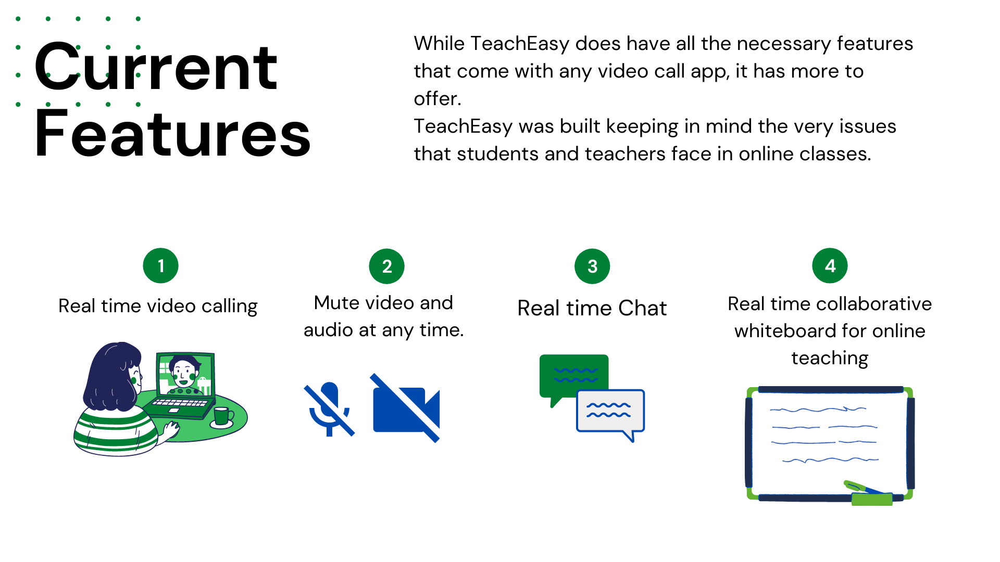 Current
Features
While TeachEasy does have all the necessary features
that come with any video call app, it has more to
offer.
TeachEasy was built keeping in mind the very issues
that students and teachers face in online classes.
1
Real time video calling
2
Mute video and
audio at any time.
3
Real time Chat
4
Real time collaborative
whiteboard for online
teaching